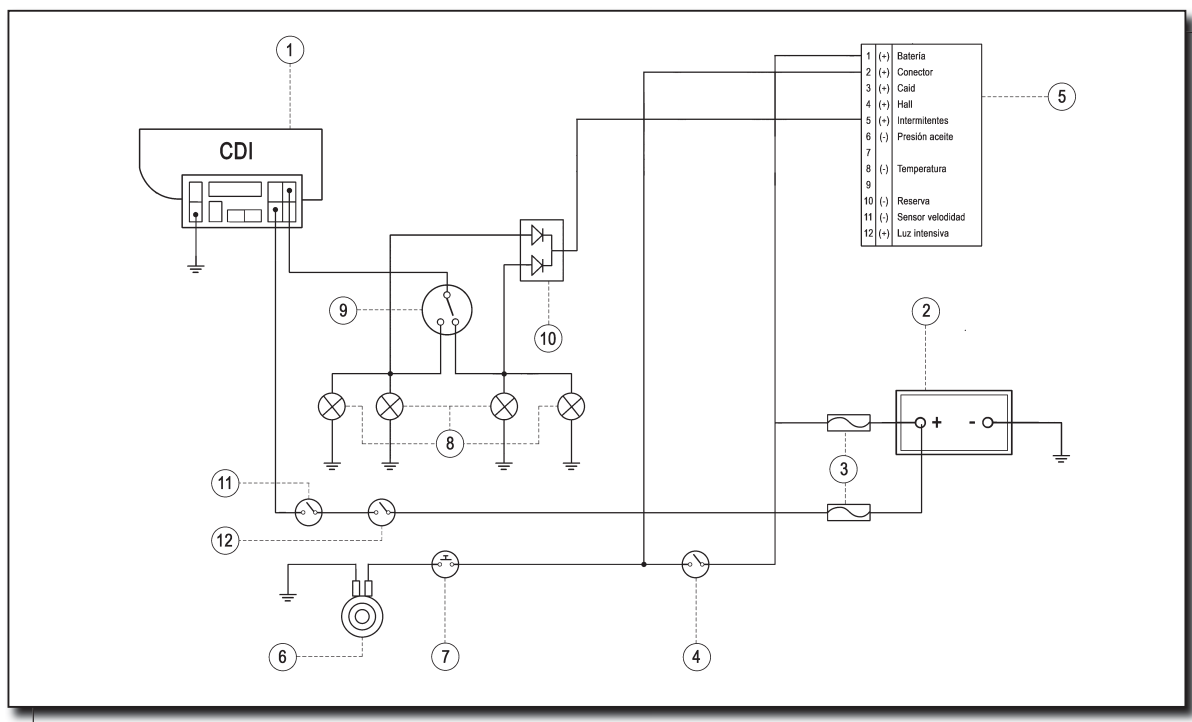 1
CDI
1 (+) Batería
2 (+) Conector
3 (+) Caid
4 (+) Hall
5 (+) Intermitentes
6 (-) Presión aceite
7
8 (-) Temperatura
9
10 (-) Reserva
11 (-) Sensor velodidad
12 (+) Luz intensiva
5
9
10
2
+ -
8
3
11
12
6
7
4